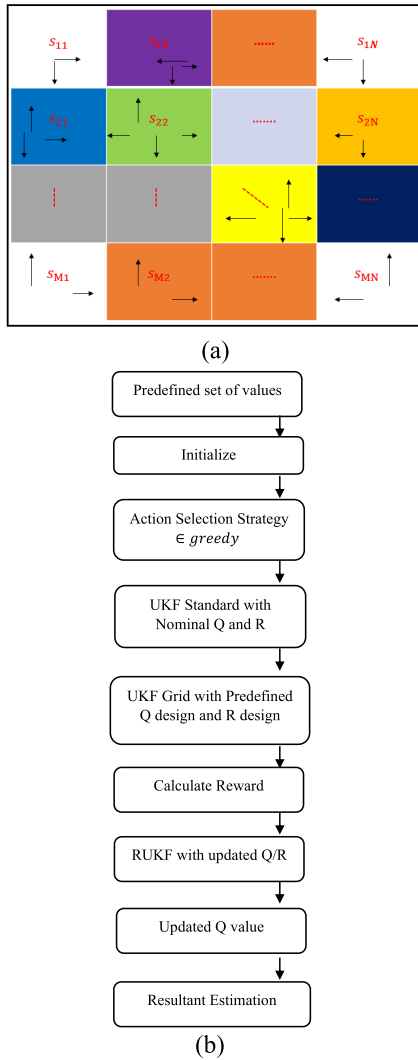 S11 S12 ...... S1N
S21 S22 ....... S2N
......
SM1 SM2 ....... SMN
(a)
Predefined set of values
Initialize
Action Selection Strategy
∈ greedy
UKF Standard with
Nominal Q and R
UKF Grid with Predefined
Q design and R design
Calculate Reward
RUKF with updated Q/R
Updated Q value
Resultant Estimation
(b)